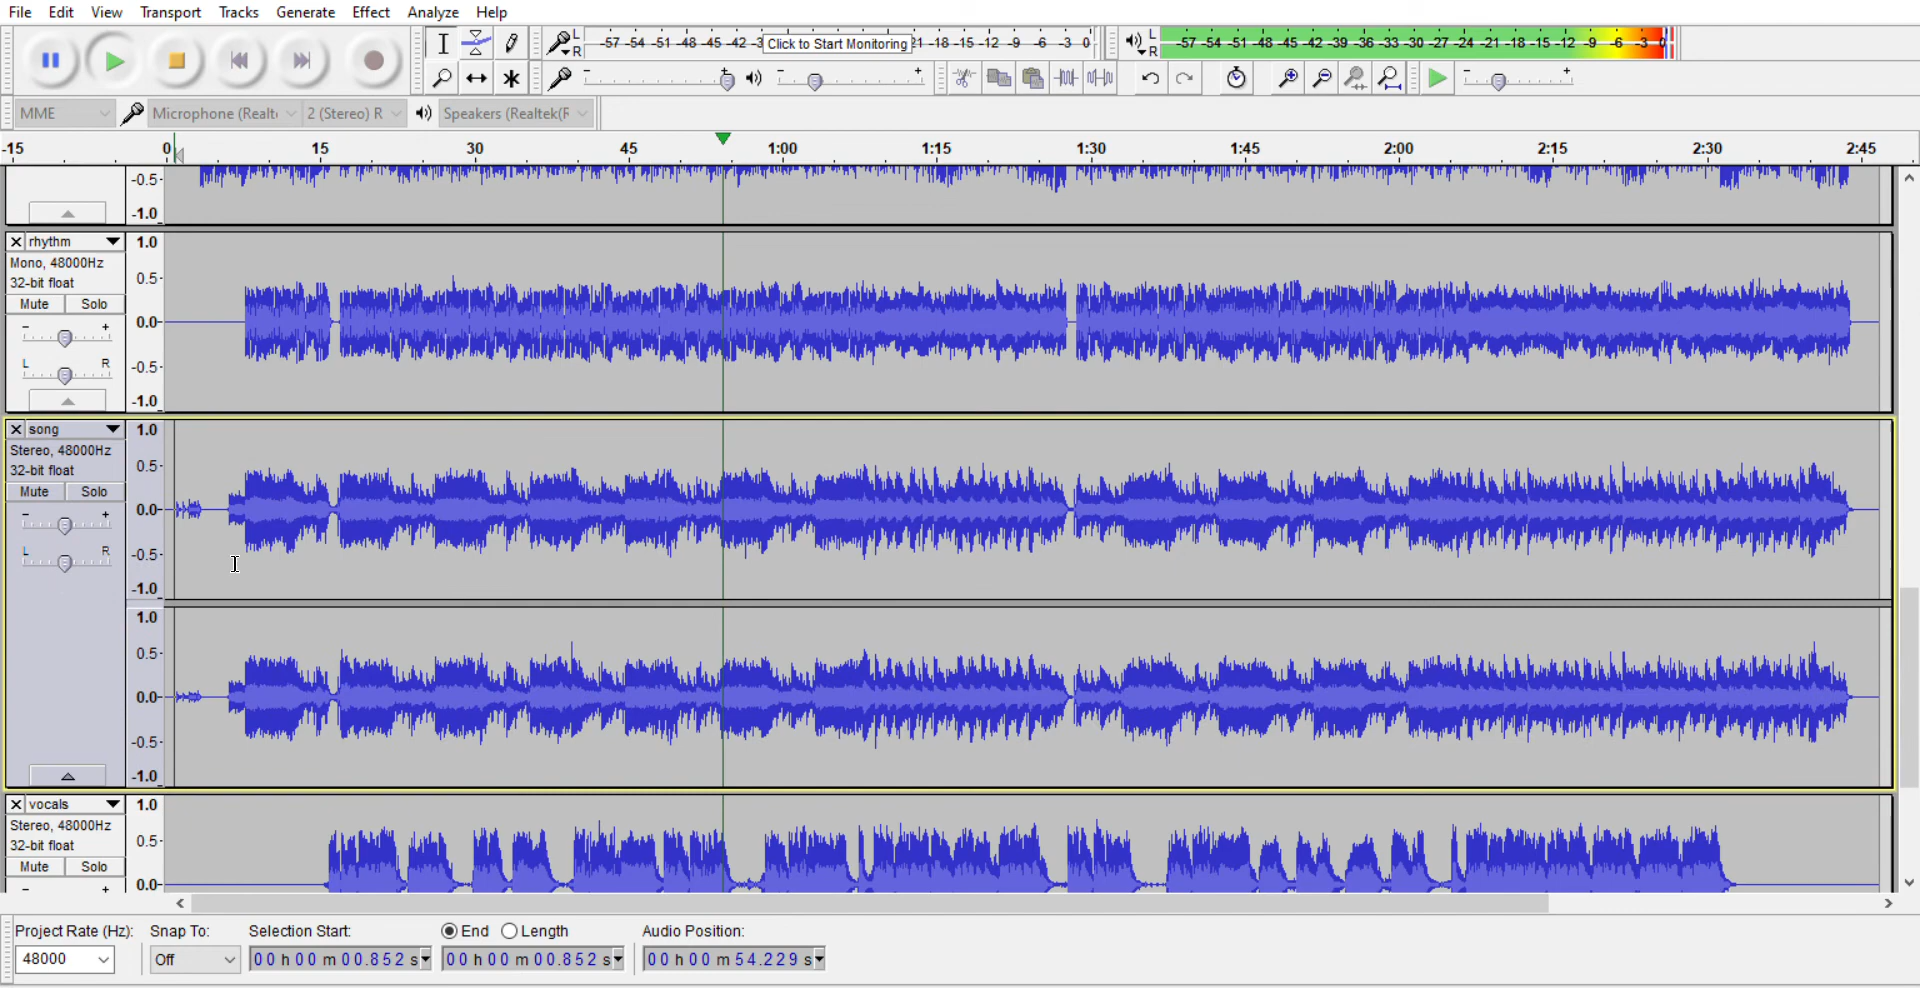 File Edit View Transport Tracks Generate Effect Analyze Help
L R -57 -54 -51 -48 -45 -42 -3 Click to Start Monitoring 21 -18 -15 -12 -9 -6 -3 0
L R -57 -54 -51 -48 -45 -42 -39 -36 -33 -30 -27 -24 -21 -18 -15 -12 -9 -6 -3 0
- + - + - +
MME Microphone (Realt 2 (Stereo) R Speakers (Realtek(R
-15 0 15 30 45 1:00 1:15 1:30 1:45 2:00 2:15 2:30 2:45
-0.5
-1.0
rhythm 1.0
Mono, 48000Hz
32-bit float 0.5
Mute Solo
- + 0.0
L R -0.5
-1.0
song 1.0
Stereo, 48000Hz
32-bit float 0.5
Mute Solo
- + 0.0
L R -0.5
-1.0
1.0
0.5
0.0
-0.5
-1.0
vocals 1.0
Stereo, 48000Hz
32-bit float 0.5
Mute Solo
- + 0.0
Project Rate (Hz): Snap To: Selection Start: End Length Audio Position:
48000 Off 00 h 00 m 00.852 s 00 h 00 m 00.852 s 00 h 00 m 54.229 s